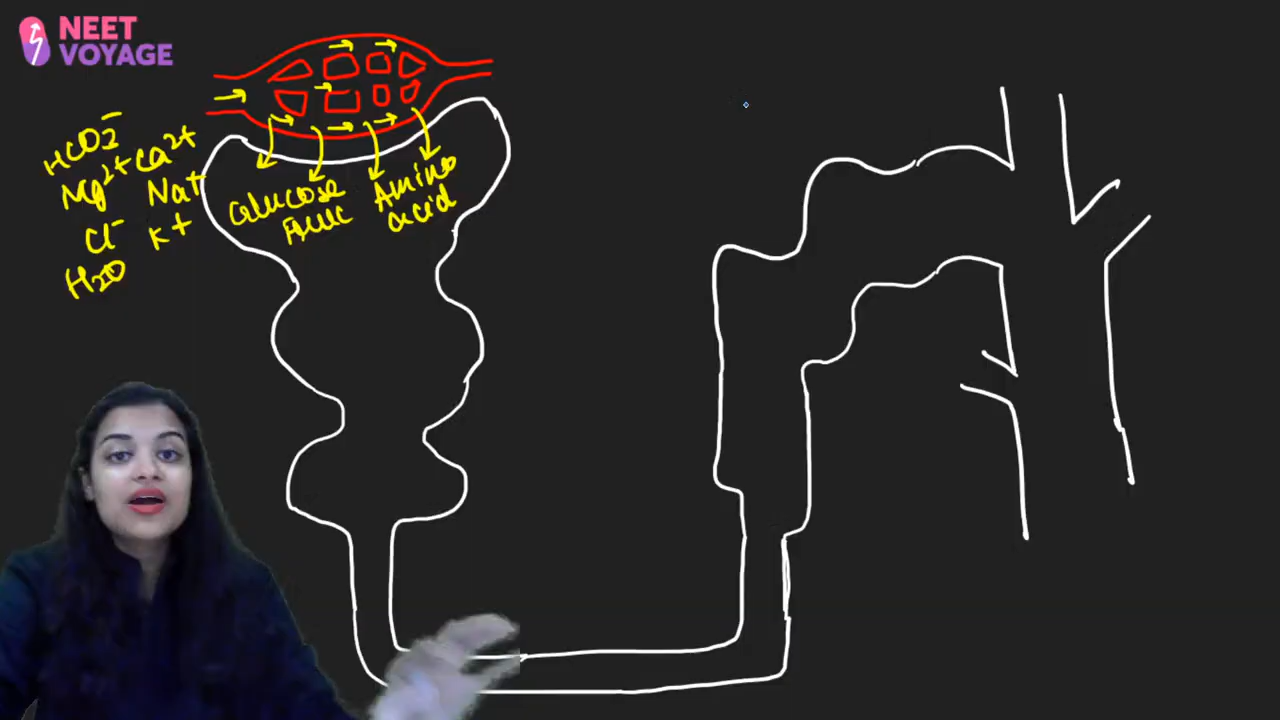 NEET
VOYAGE
HCO3-
Mg2+ Ca2+
Na+
Cl-
K+
H2O
Glucose
Amino
acid